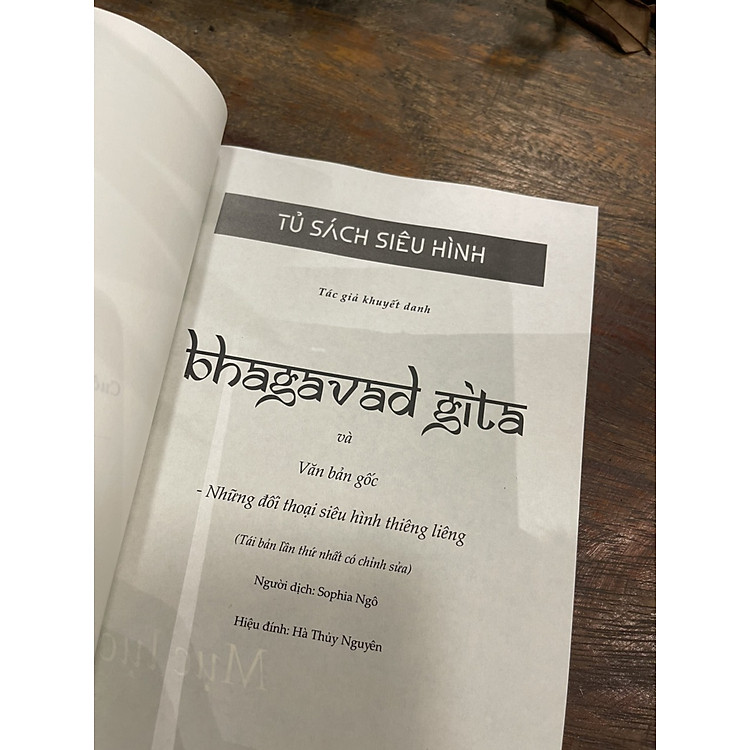 TỦ SÁCH SIÊU HÌNH
Tác giả khuyết danh
bhagavad gita
và
Văn bản gốc
- Những đối thoại siêu hình thiêng liêng
(Tái bản lần thứ nhất có chỉnh sửa)
Người dịch: Sophia Ngô
Hiệu đính: Hà Thủy Nguyên